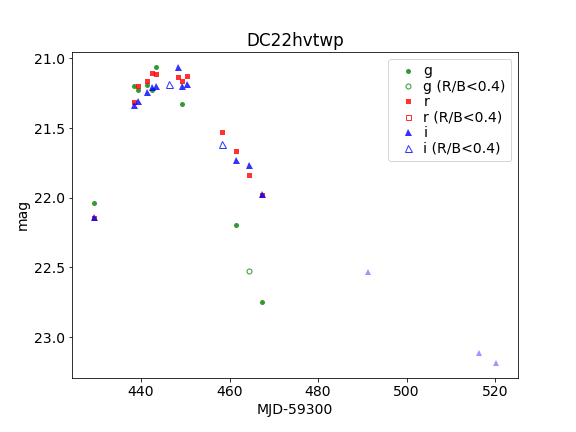 DC22hvtwp
g
g (R/B<0.4)
r
r (R/B<0.4)
i
i (R/B<0.4)
mag
21.0
21.5
22.0
22.5
23.0
440 460 480 500 520
MJD-59300